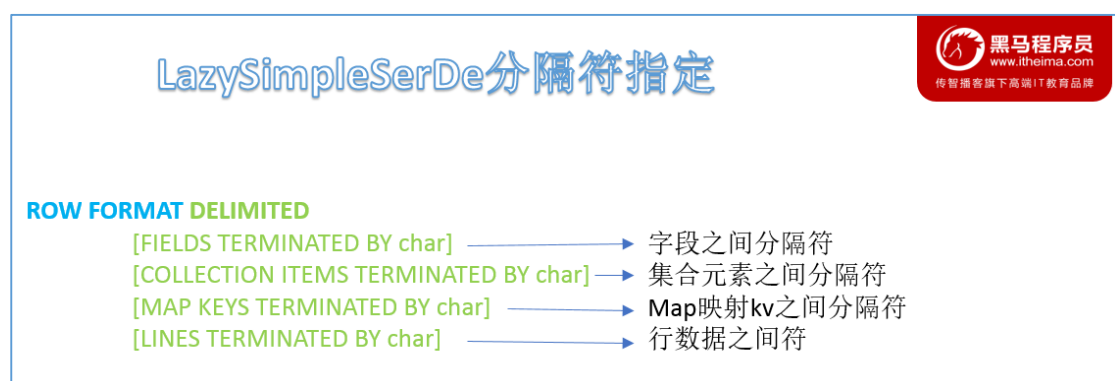 LazySimpleSerDe分隔符指定
黑马程序员
www.itheima.com
传智播客旗下高端IT教育品牌
ROW FORMAT DELIMITED
[FIELDS TERMINATED BY char] 字段之间分隔符
[COLLECTION ITEMS TERMINATED BY char] 集合元素之间分隔符
[MAP KEYS TERMINATED BY char] Map映射kv之间分隔符
[LINES TERMINATED BY char] 行数据之间符